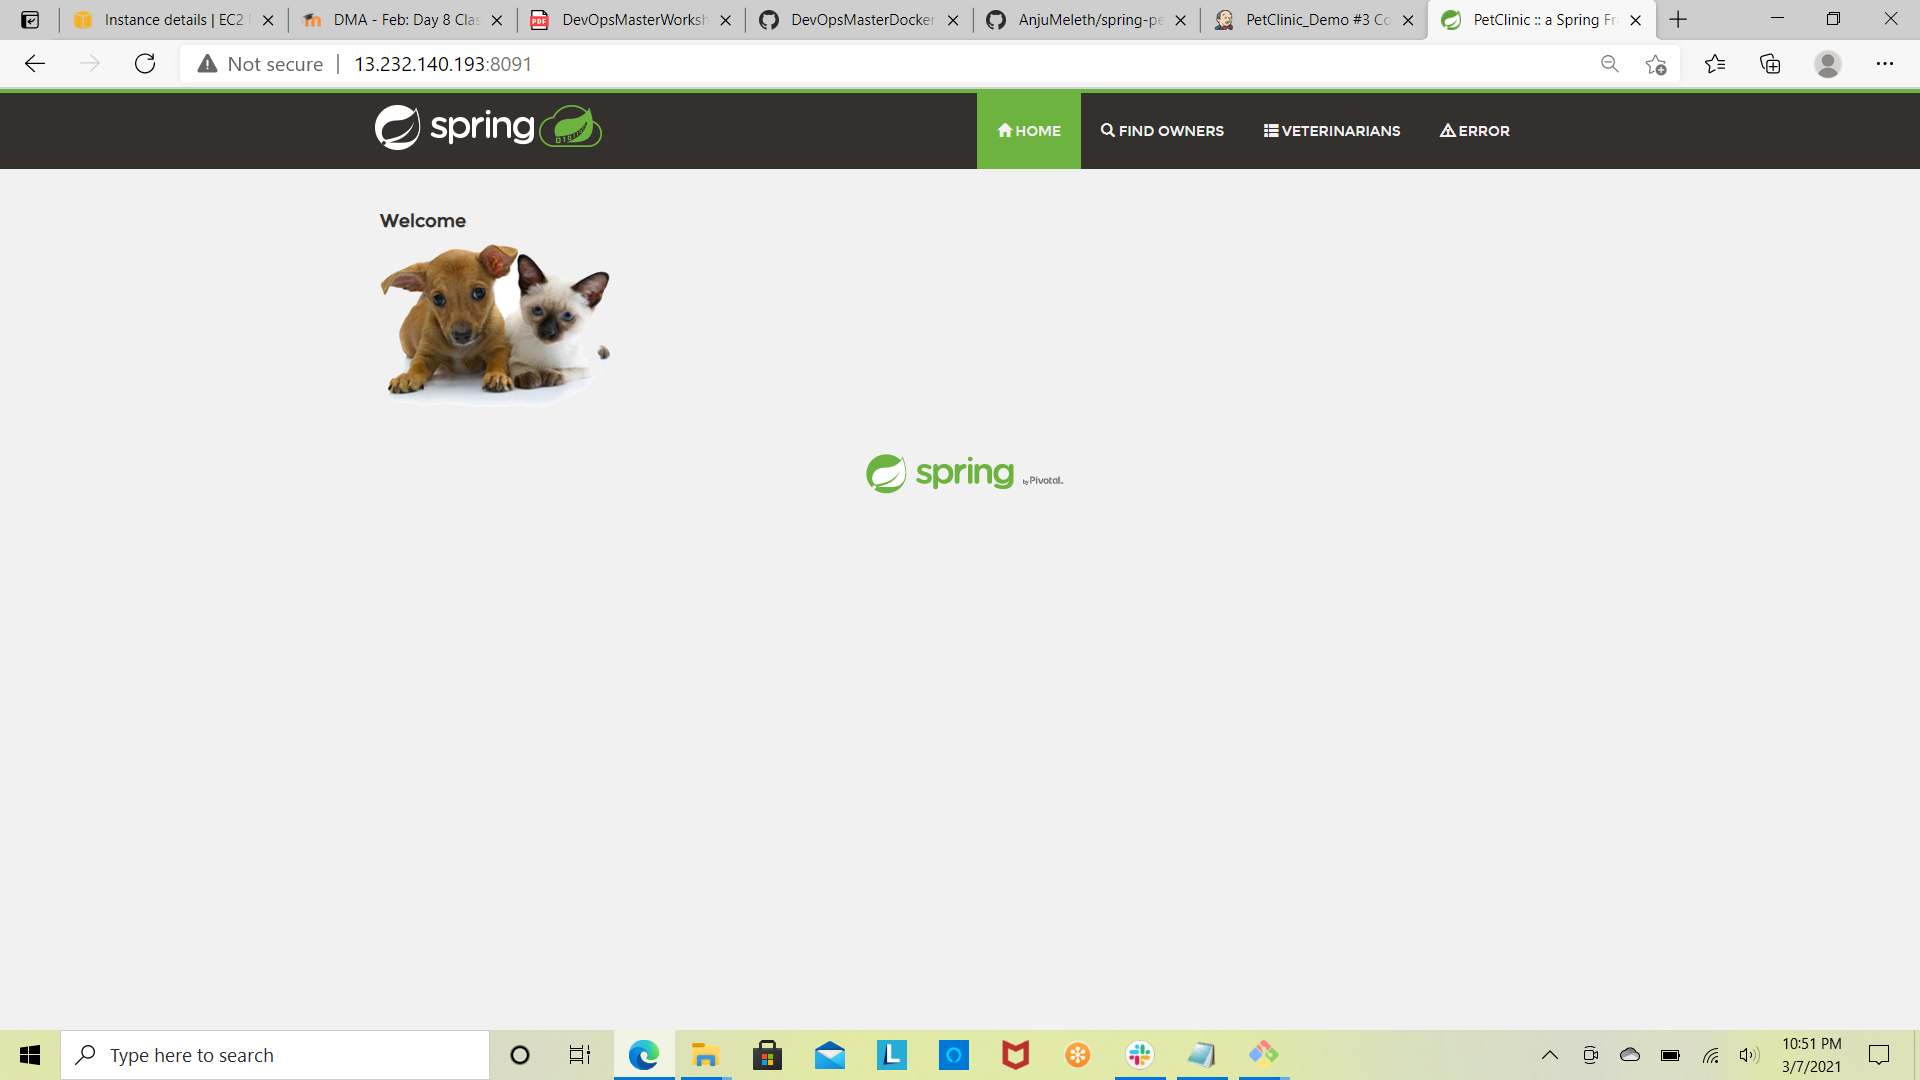 Instance details | EC2
DMA - Feb: Day 8 Clas
DevOpsMasterWorksh
DevOpsMasterDocker
AnjuMeleth/spring-pe
PetClinic_Demo #3 Co
PetClinic :: a Spring Fra
Not secure | 13.232.140.193:8091
spring
HOME
FIND OWNERS
VETERINARIANS
ERROR
Welcome
spring by Pivotal.
Type here to search
10:51 PM
3/7/2021